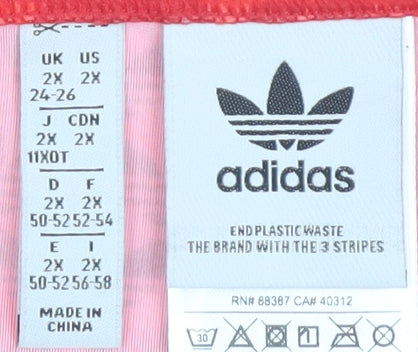 UK US
2X 2X
24-26
J CDN
2X 2X
11XOT
D F
2X 2X
50-52 52-54
E I
2X 2X
50-52 56-58
MADE IN
CHINA
adidas
END PLASTIC WASTE
THE BRAND WITH THE 3 STRIPES
RN# 88387 CA# 40312
30